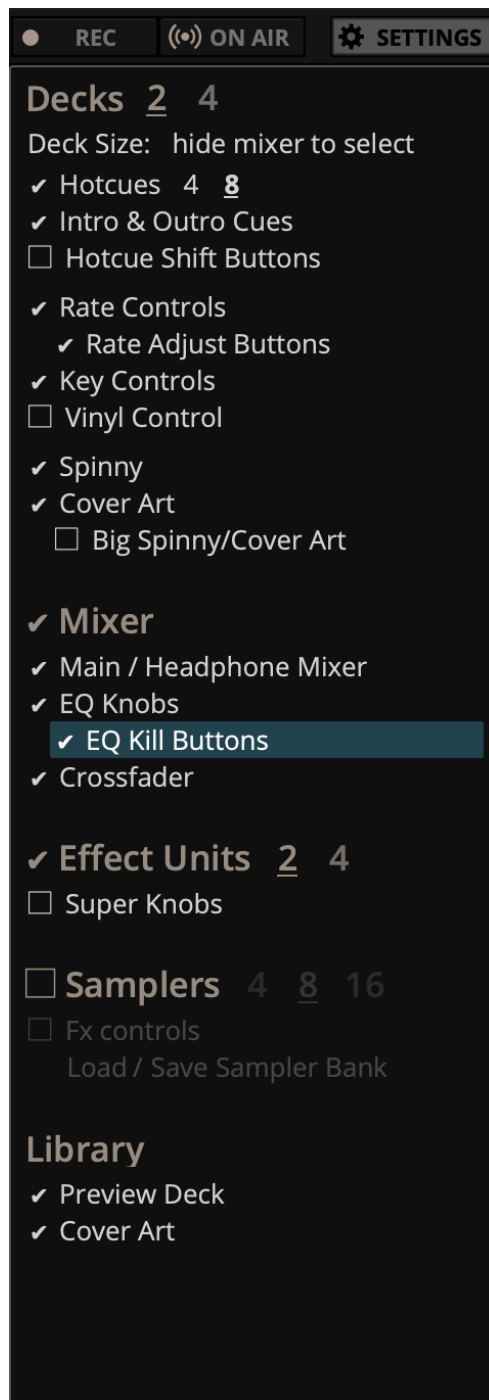 REC ON AIR SETTINGS
Decks 2 4
Deck Size: hide mixer to select
Hotcues 4 8
Intro & Outro Cues
Hotcue Shift Buttons
Rate Controls
Rate Adjust Buttons
Key Controls
Vinyl Control
Spinny
Cover Art
Big Spinny/Cover Art
Mixer
Main / Headphone Mixer
EQ Knobs
EQ Kill Buttons
Crossfader
Effect Units 2 4
Super Knobs
Samplers 4 8 16
Fx controls
Load / Save Sampler Bank
Library
Preview Deck
Cover Art